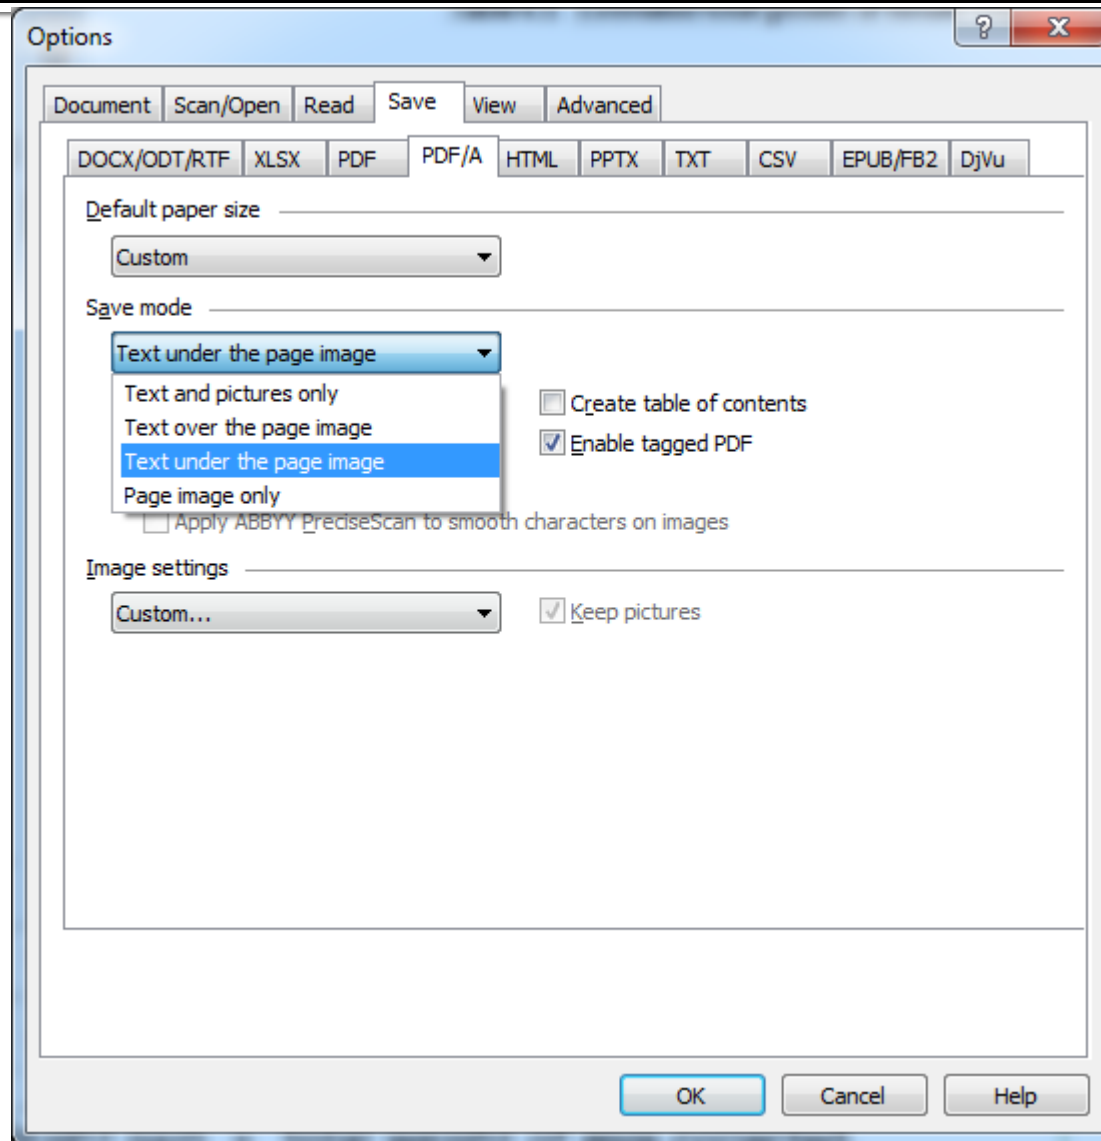 Options
?
X
Document Scan/Open Read Save View Advanced
DOCX/ODT/RTF XLSX PDF PDF/A HTML PPTX TXT CSV EPUB/FB2 DjVu
Default paper size
Custom
Save mode
Text under the page image
Text and pictures only
Create table of contents
Text over the page image
Enable tagged PDF
Text under the page image
Page image only
Apply ABBYY PreciseScan to smooth characters on images
Image settings
Custom...
Keep pictures
OK Cancel Help